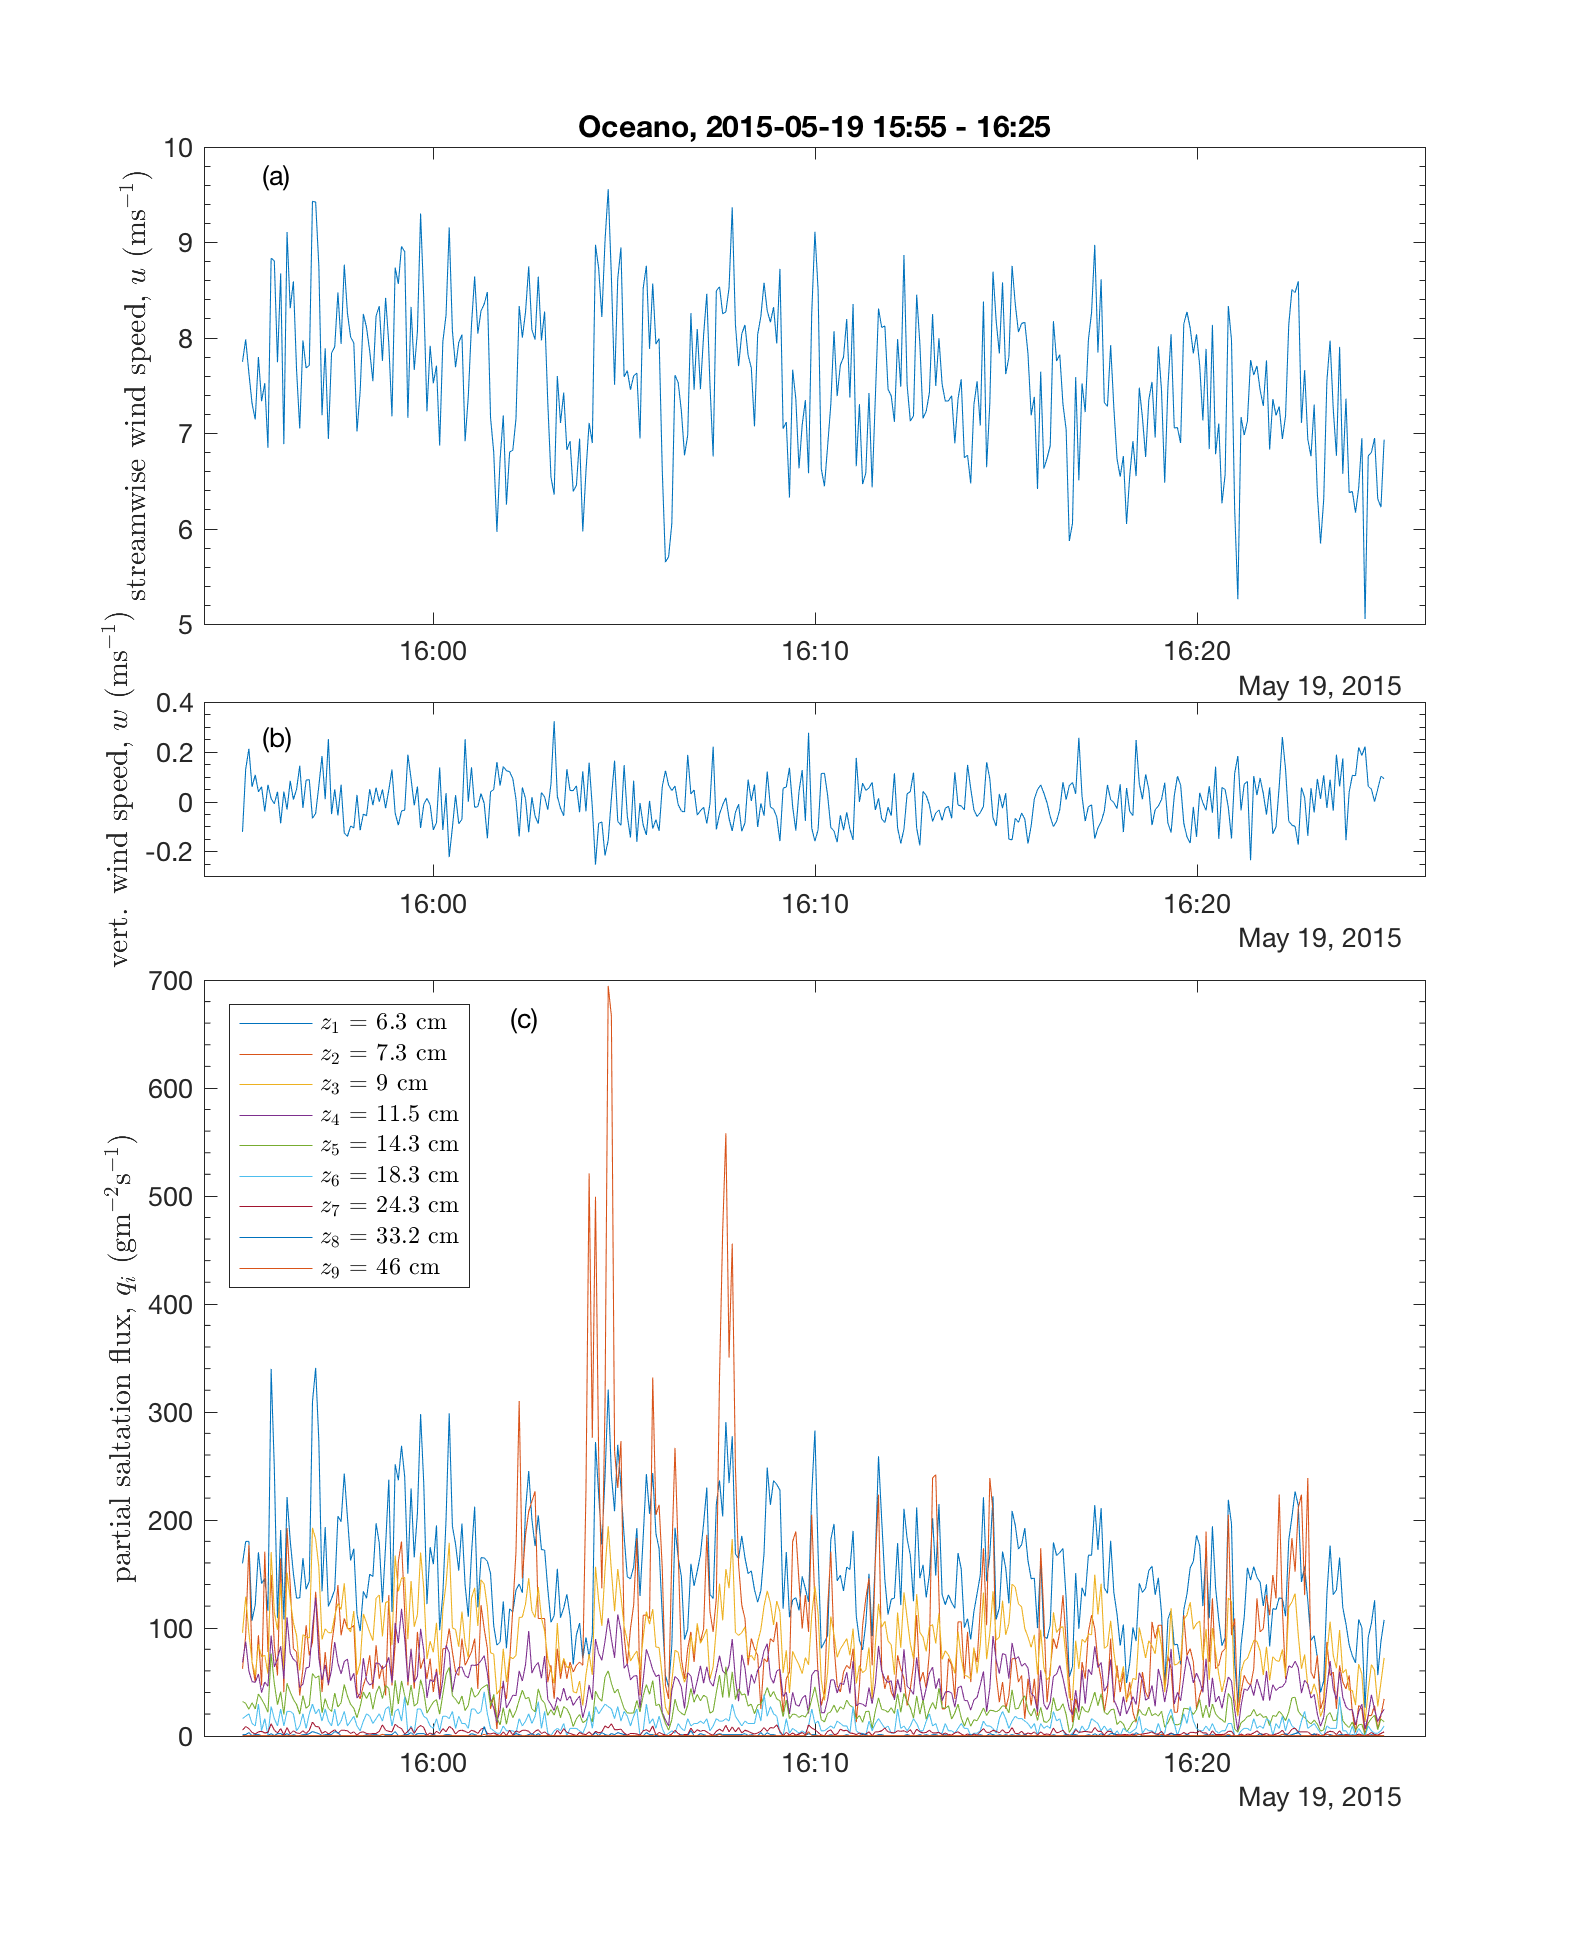 Oceano, 2015-05-19 15:55 - 16:25
(a)
streamwise wind speed, u (ms⁻¹)
10
9
8
7
6
5
16:00 16:10 16:20
May 19, 2015
(b)
vert. wind speed, w (ms⁻¹)
0.4
0.2
0
-0.2
16:00 16:10 16:20
May 19, 2015
(c)
partial saltation flux, qᵢ (gm⁻²s⁻¹)
700
600
500
400
300
200
100
0
z₁ = 6.3 cm
z₂ = 7.3 cm
z₃ = 9 cm
z₄ = 11.5 cm
z₅ = 14.3 cm
z₆ = 18.3 cm
z₇ = 24.3 cm
z₈ = 33.2 cm
z₉ = 46 cm
16:00 16:10 16:20
May 19, 2015